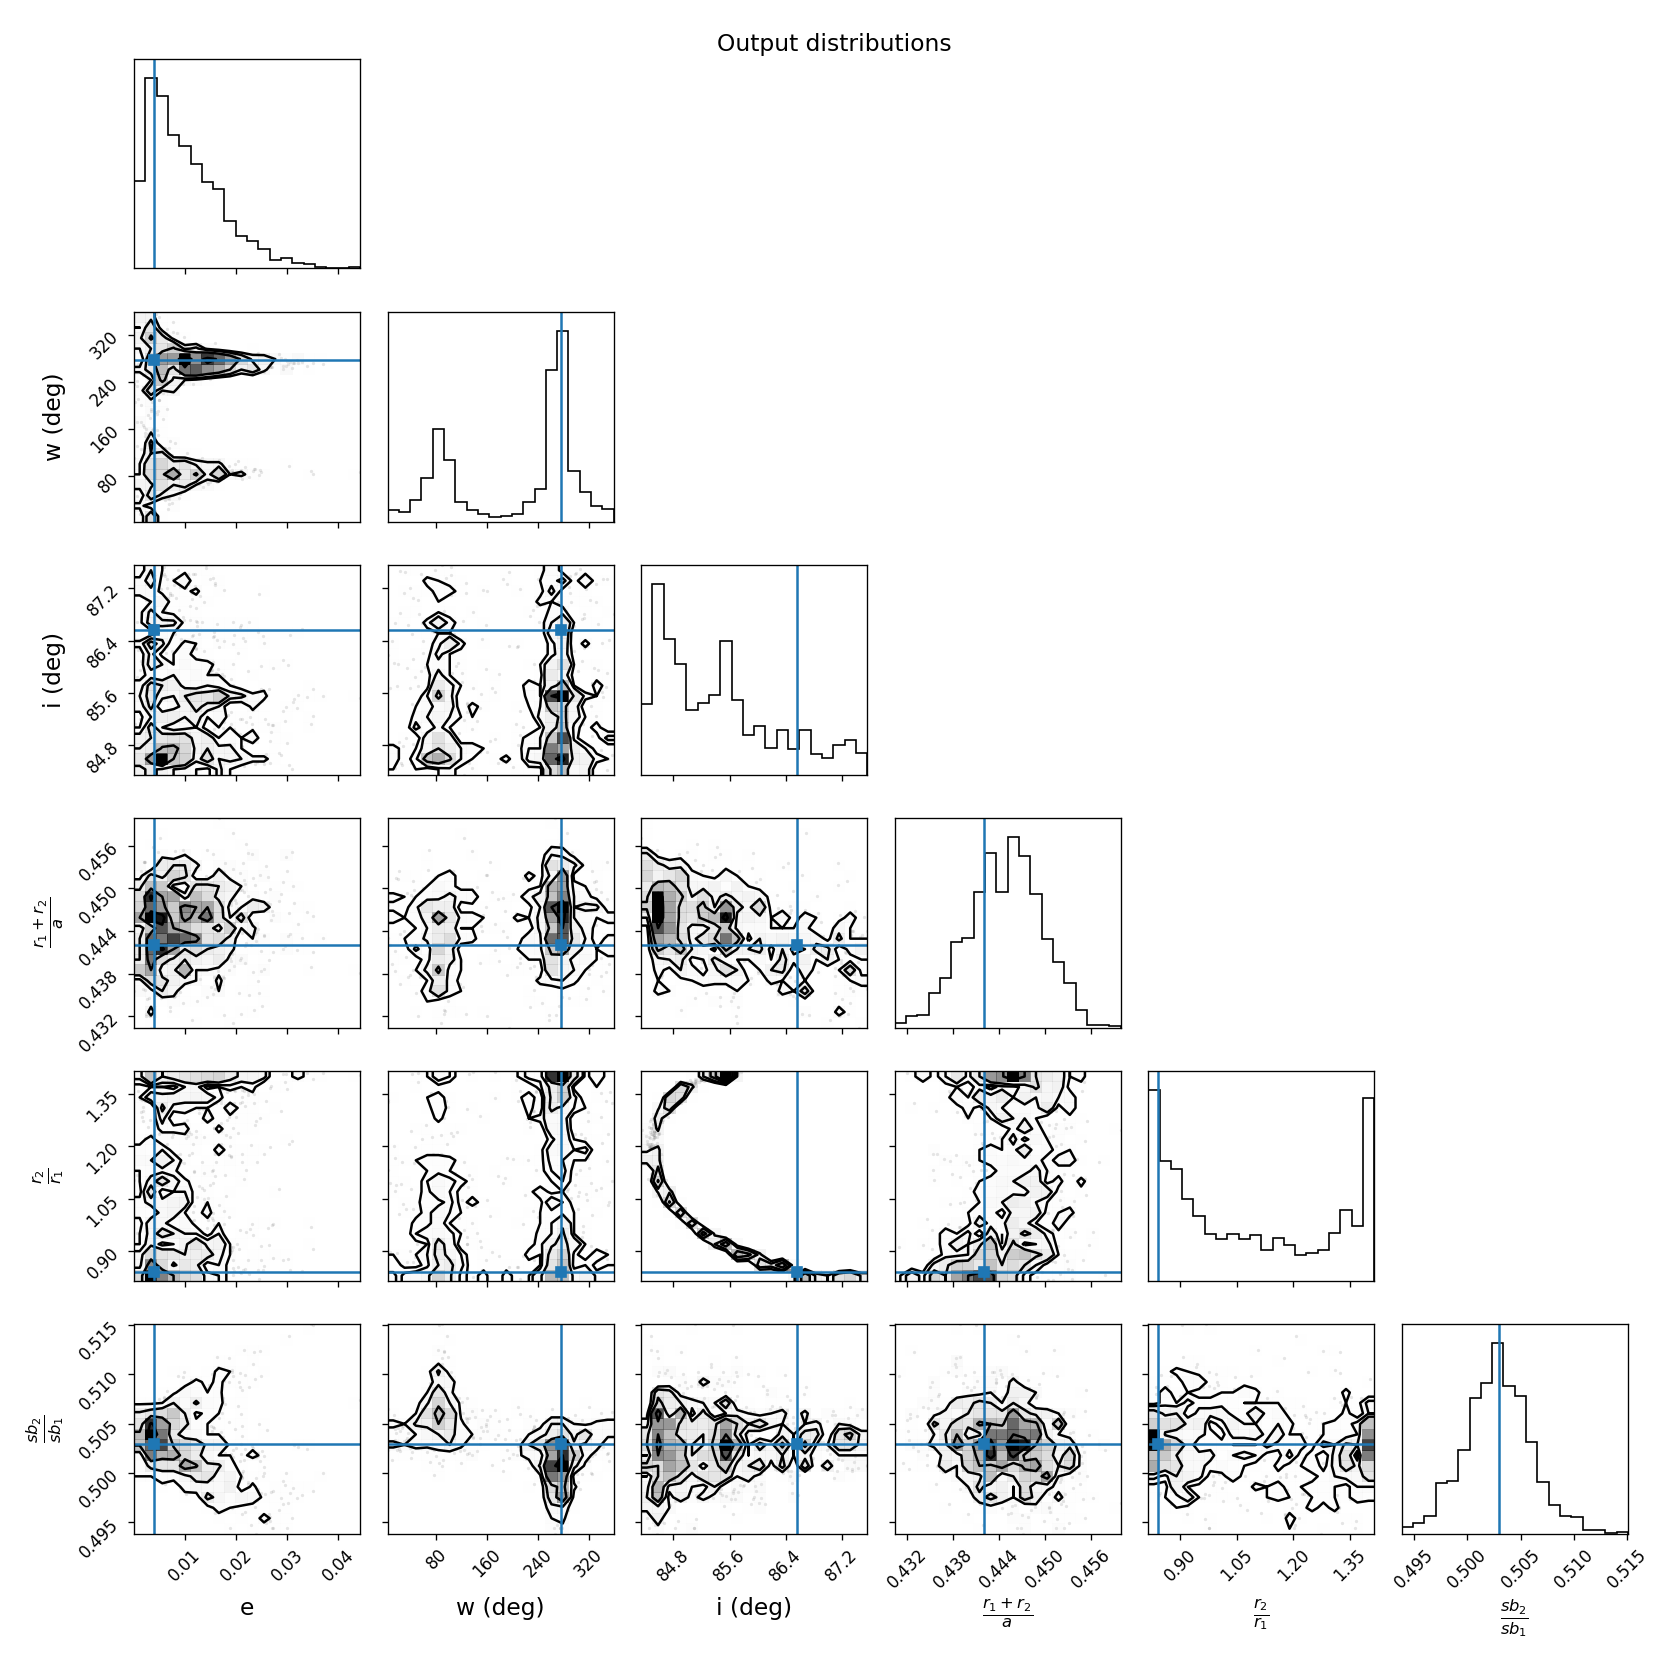 Output distributions
w (deg)
320
240
160
80
i (deg)
87.2
86.4
85.6
84.8
r1 + r2
a
0.456
0.450
0.444
0.438
0.432
r2
r1
1.35
1.20
1.05
0.90
sb2
sb1
0.515
0.510
0.505
0.500
0.495
0.01 0.02 0.03 0.04
80 160 240 320
84.8 85.6 86.4 87.2
0.432 0.438 0.444 0.450 0.456
0.90 1.05 1.20 1.35
0.495 0.500 0.505 0.510 0.515
e
w (deg)
i (deg)
r1 + r2
a
r2
r1
sb2
sb1